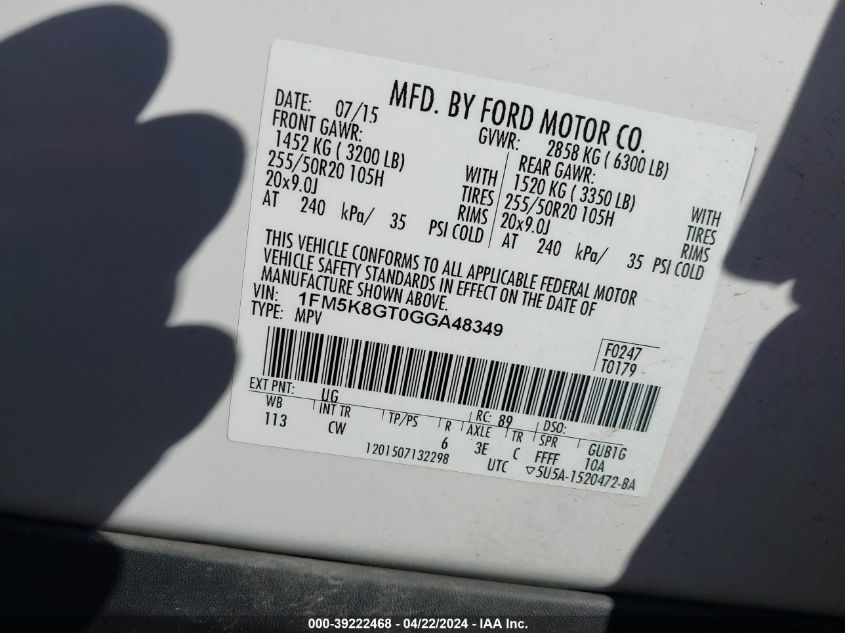 MFD. BY FORD MOTOR CO.
DATE: 07/15 GVWR: 2858 KG ( 6300 LB)
FRONT GAWR: REAR GAWR:
1452 KG ( 3200 LB) WITH 1520 KG ( 3350 LB) WITH
255/50R20 105H TIRES 255/50R20 105H TIRES
20x9.0J RIMS 20x9.0J RIMS
AT 240 kPa/ 35 PSI COLD AT 240 kPa/ 35 PSI COLD
THIS VEHICLE CONFORMS TO ALL APPLICABLE FEDERAL MOTOR
VEHICLE SAFETY STANDARDS IN EFFECT ON THE DATE OF
MANUFACTURE SHOWN ABOVE.
VIN: 1FM5K8GT0GGA48349
TYPE: MPV
F0247
T0179
EXT PNT: UG RC: 89 DSO:
WB INT TR TP/PS R AXLE TR SPR GUB1G
113 CW 6 3E C FFFF 10A
1201507132298 UTC ▽5U5A-1520472-BA
000-39222468 - 04/22/2024 - IAA Inc.